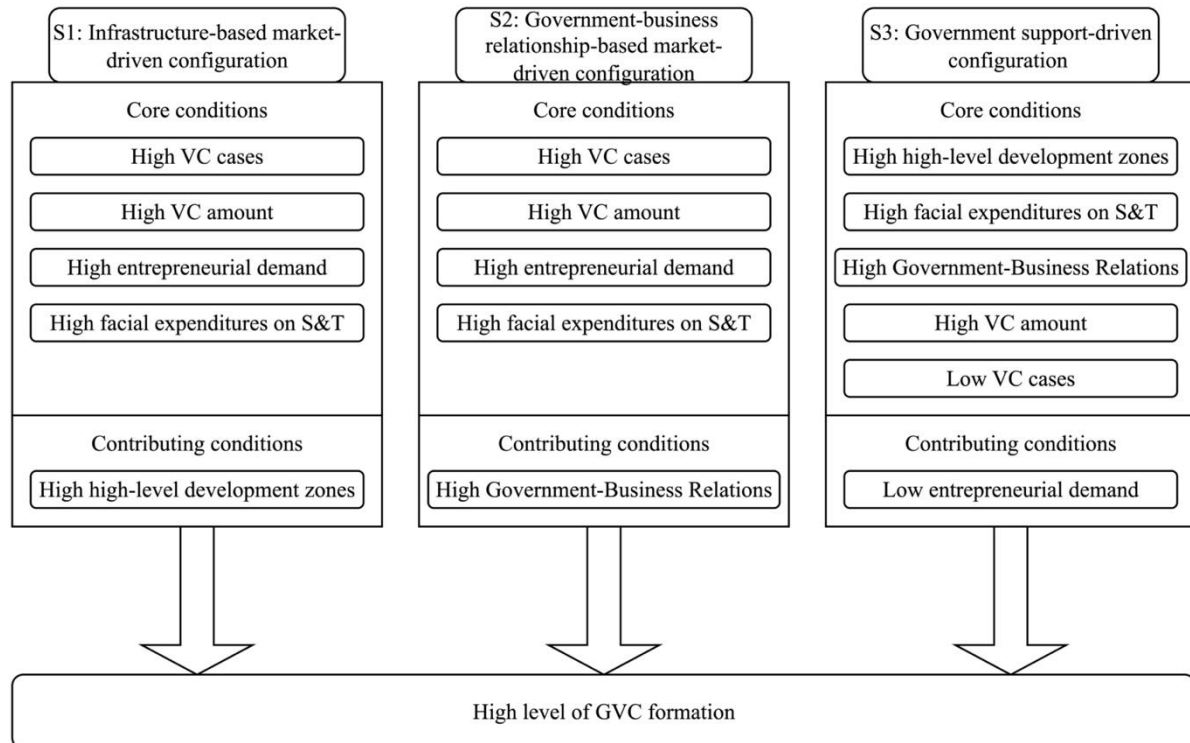 S1: Infrastructure-based market-
driven configuration
Core conditions
High VC cases
High VC amount
High entrepreneurial demand
High facial expenditures on S&T
Contributing conditions
High high-level development zones
S2: Government-business
relationship-based market-
driven configuration
Core conditions
High VC cases
High VC amount
High entrepreneurial demand
High facial expenditures on S&T
Contributing conditions
High Government-Business Relations
S3: Government support-driven
configuration
Core conditions
High high-level development zones
High facial expenditures on S&T
High Government-Business Relations
High VC amount
Low VC cases
Contributing conditions
Low entrepreneurial demand
High level of GVC formation